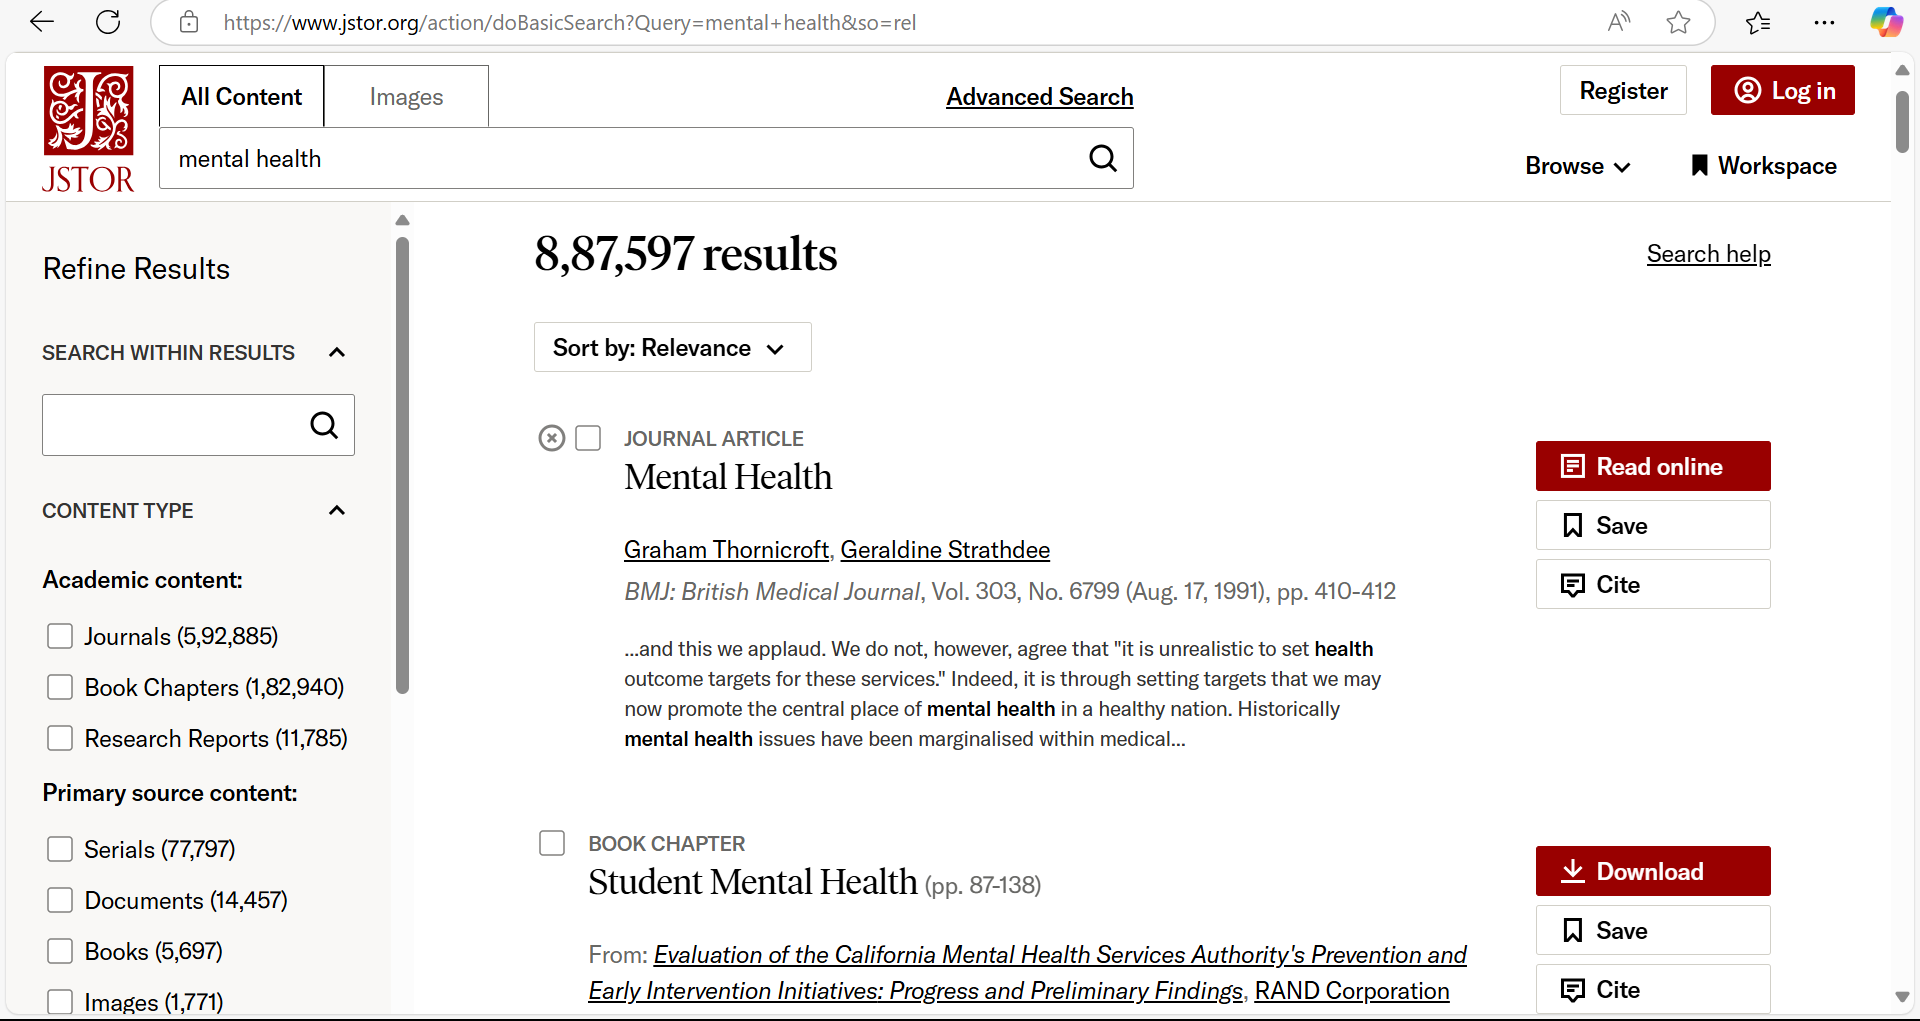 https://www.jstor.org/action/doBasicSearch?Query=mental+health&so=rel
JSTOR
All Content
Images
Advanced Search
Register
Log in
mental health
Browse
Workspace
Refine Results
SEARCH WITHIN RESULTS
CONTENT TYPE
Academic content:
Journals (5,92,885)
Book Chapters (1,82,940)
Research Reports (11,785)
Primary source content:
Serials (77,797)
Documents (14,457)
Books (5,697)
Images (1,771)
8,87,597 results
Search help
Sort by: Relevance
JOURNAL ARTICLE
Mental Health
Graham Thornicroft, Geraldine Strathdee
BMJ: British Medical Journal, Vol. 303, No. 6799 (Aug. 17, 1991), pp. 410-412
...and this we applaud. We do not, however, agree that "it is unrealistic to set health
outcome targets for these services." Indeed, it is through setting targets that we may
now promote the central place of mental health in a healthy nation. Historically
mental health issues have been marginalised within medical...
Read online
Save
Cite
BOOK CHAPTER
Student Mental Health (pp. 87-138)
From: Evaluation of the California Mental Health Services Authority's Prevention and
Early Intervention Initiatives: Progress and Preliminary Findings, RAND Corporation
Download
Save
Cite